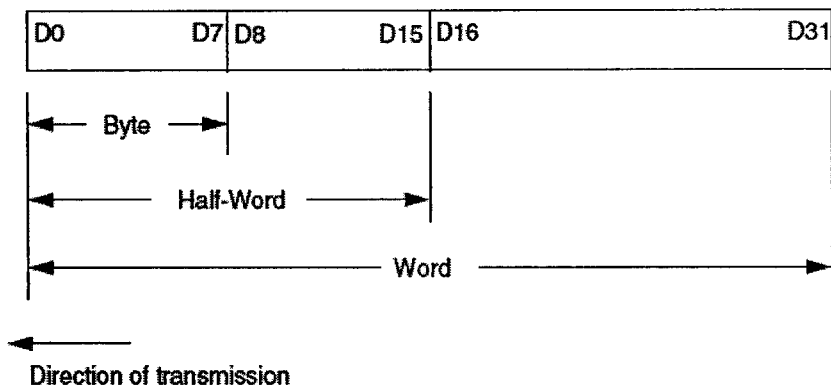 D0 D7 D8 D15 D16 D31
Byte
Half-Word
Word
Direction of transmission